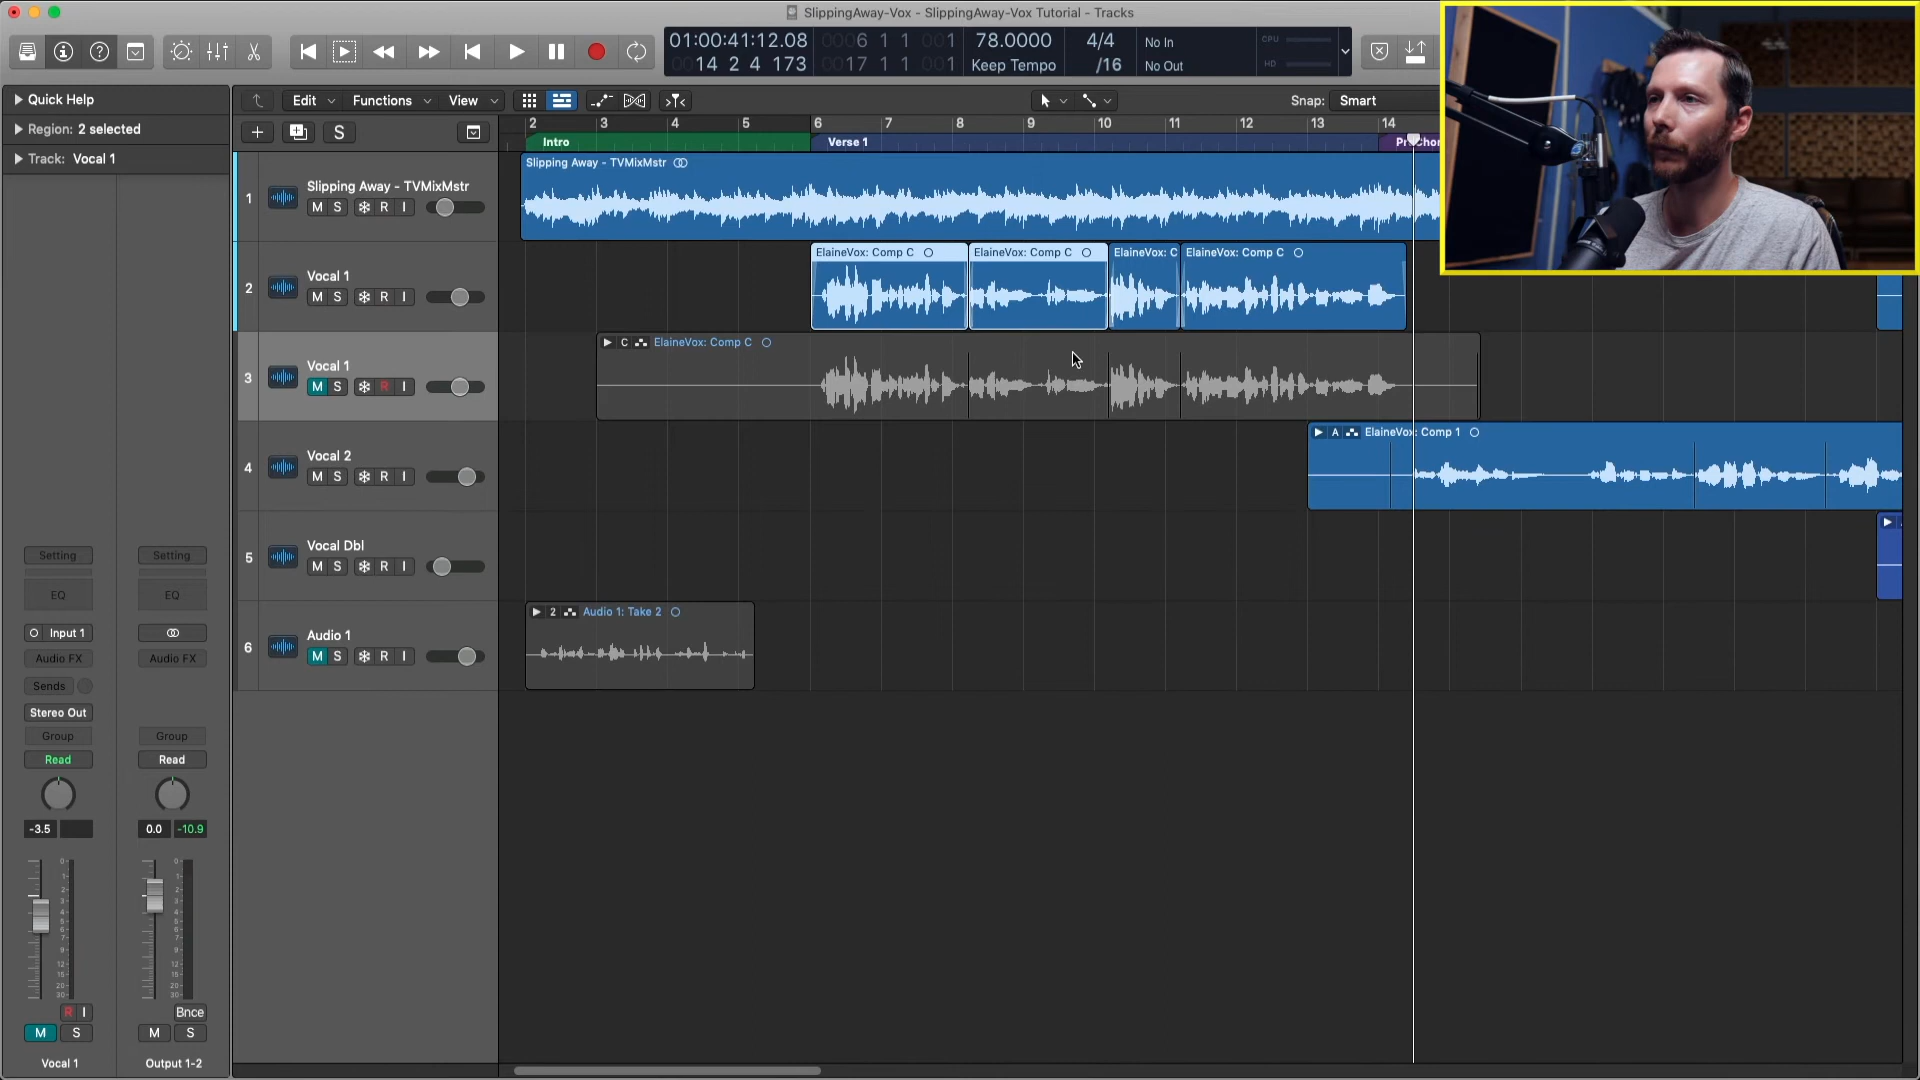 SlippingAway-Vox - SlippingAway-Vox Tutorial - Tracks
01:00:41:12.08
0006 1 1 001
78.0000
4/4
No In
CPU
14 2 4 173
0017 1 1 001
Keep Tempo
/16
No Out
HD
Quick Help
Region: 2 selected
Track: Vocal 1
Edit
Functions
View
Snap: Smart
S
2 3 4 5 6 7 8 9 10 11 12 13 14
Intro
Verse 1
1
Slipping Away - TVMixMstr
M S R I
Slipping Away - TVMixMstr
2
Vocal 1
M S R I
ElaineVox: Comp C
ElaineVox: Comp C
ElaineVox: C
ElaineVox: Comp C
3
Vocal 1
M S R I
C ElaineVox: Comp C
4
Vocal 2
M S R I
A ElaineVox: Comp 1
5
Vocal Dbl
M S R I
6
Audio 1
M S R I
2 Audio 1: Take 2
Setting
Setting
EQ
EQ
Input 1
Audio FX
Audio FX
Sends
Stereo Out
Group
Group
Read
Read
-3.5
0.0 -10.9
R I
Bnce
M S
M S
Vocal 1
Output 1-2